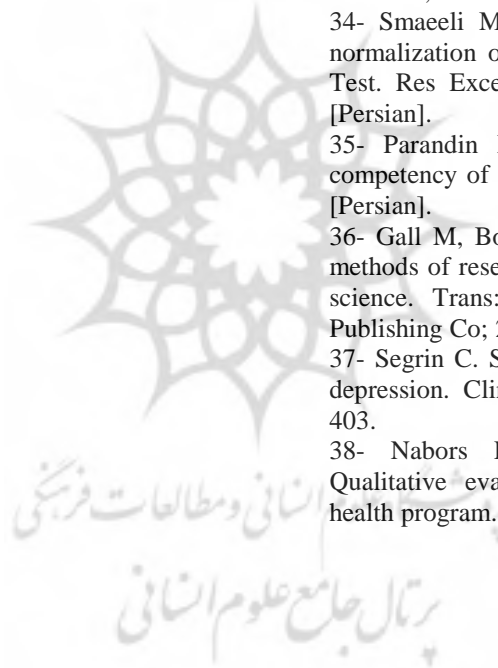 34- Smaeeli M
normalization o
Test. Res Exce
[Persian].
35- Parandin
competency of
[Persian].
36- Gall M, Bo
methods of rese
science. Trans:
Publishing Co;
37- Segrin C. S
depression. Cli
403.
38- Nabors
Qualitative eva
health program.
انسانی و مطالعات فرهنگی
پرتال جامع علوم انسانی